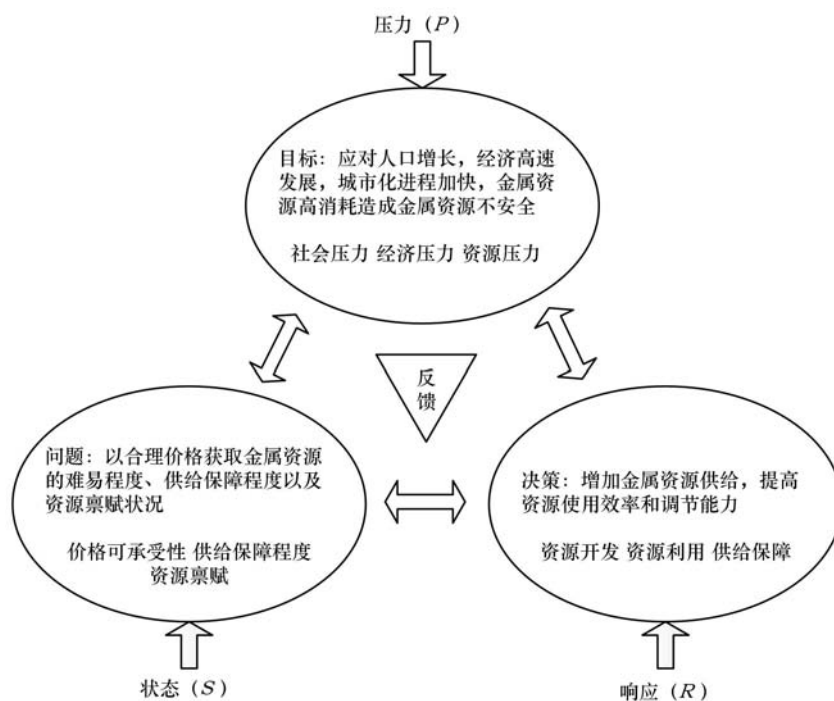 压力 (P)
目标：应对人口增长，经济高速
发展，城市化进程加快，金属资
源高消耗造成金属资源不安全
社会压力 经济压力 资源压力
反
馈
问题：以合理价格获取金属资源
的难易程度、供给保障程度以及
资源禀赋状况
价格可承受性 供给保障程度
资源禀赋
决策：增加金属资源供给，提高
资源使用效率和调节能力
资源开发 资源利用 供给保障
状态 (S)
响应 (R)